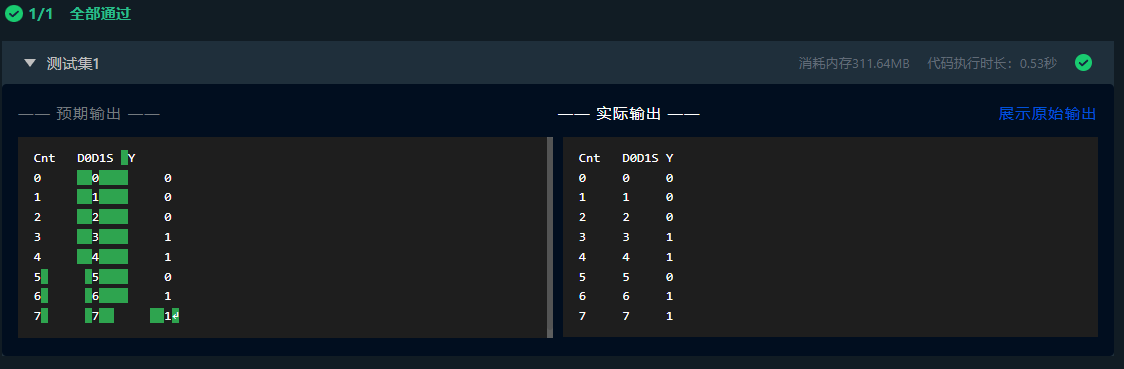 1/1 全部通过
测试集1 消耗内存311.64MB 代码执行时长：0.53秒
—— 预期输出 ——
Cnt D0D1S Y
0 0 0
1 1 0
2 2 0
3 3 1
4 4 1
5 5 0
6 6 1
7 7 1↵
—— 实际输出 —— 展示原始输出
Cnt D0D1S Y
0 0 0
1 1 0
2 2 0
3 3 1
4 4 1
5 5 0
6 6 1
7 7 1